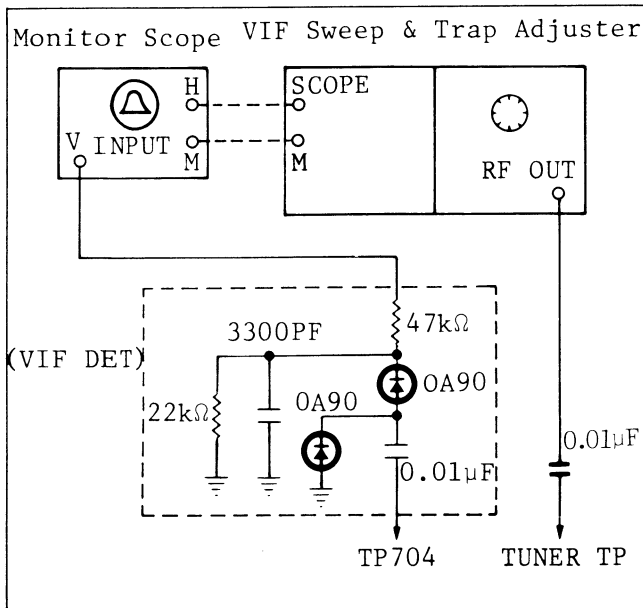 Monitor Scope
VIF Sweep & Trap Adjuster
H
SCOPE
V
INPUT
M
M
RF OUT
47kΩ
3300PF
(VIF DET)
OA90
22kΩ
OA90
0.01μF
0.01μF
TP704
TUNER TP